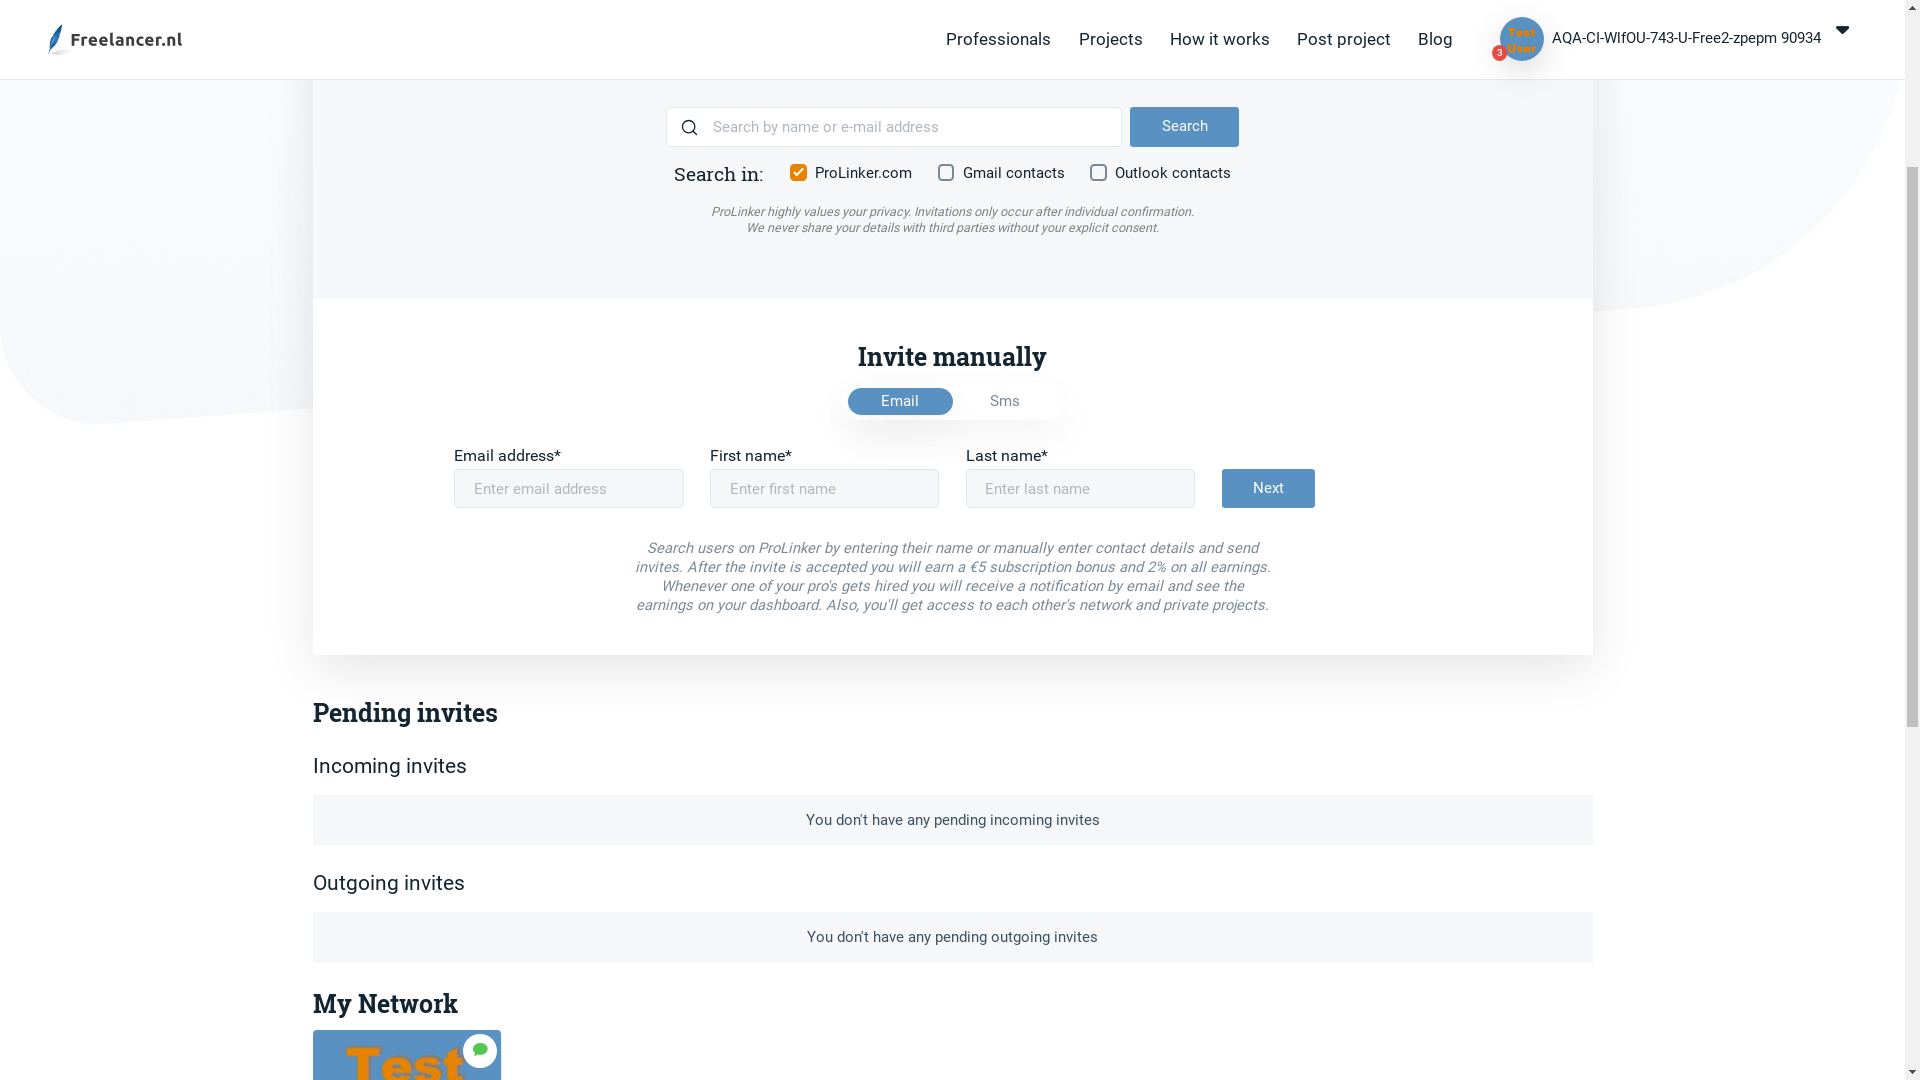 Freelancer.nl
Professionals
Projects
How it works
Post project
Blog
Test
User
3
AQA-CI-WlfOU-743-U-Free2-zpepm 90934
Search by name or e-mail address
Search
Search in:
ProLinker.com
Gmail contacts
Outlook contacts
ProLinker highly values your privacy. Invitations only occur after individual confirmation.
We never share your details with third parties without your explicit consent.
Invite manually
Email
Sms
Email address*
First name*
Last name*
Enter email address
Enter first name
Enter last name
Next
Search users on ProLinker by entering their name or manually enter contact details and send
invites. After the invite is accepted you will earn a €5 subscription bonus and 2% on all earnings.
Whenever one of your pro's gets hired you will receive a notification by email and see the
earnings on your dashboard. Also, you'll get access to each other's network and private projects.
Pending invites
Incoming invites
You don't have any pending incoming invites
Outgoing invites
You don't have any pending outgoing invites
My Network
Test